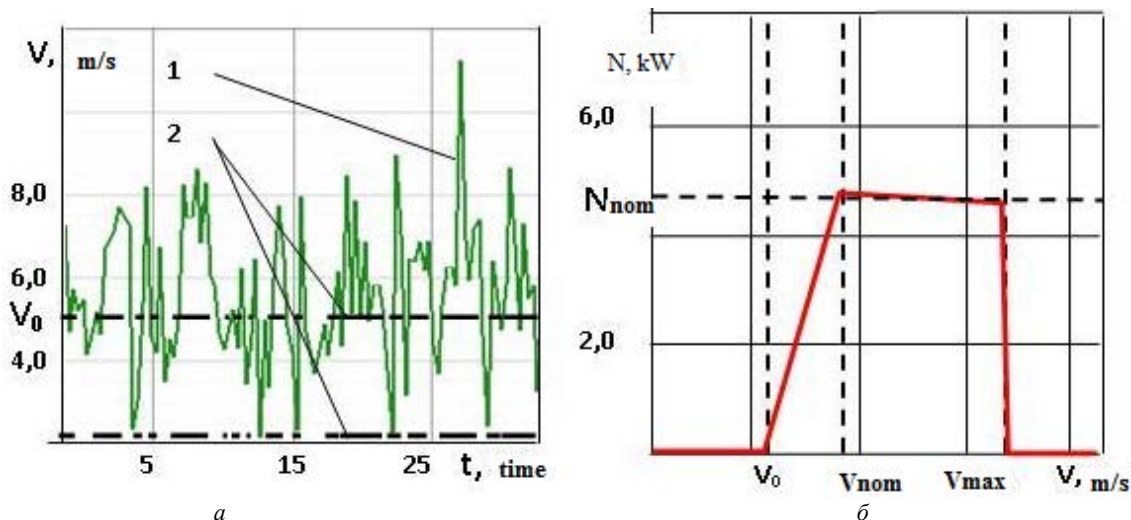 V, m/s
1
2
8,0
6,0
V₀
4,0
5 15 25 t, time
а
N, kW
6,0
Nnom
2,0
V₀ Vnom Vmax V, m/s
б